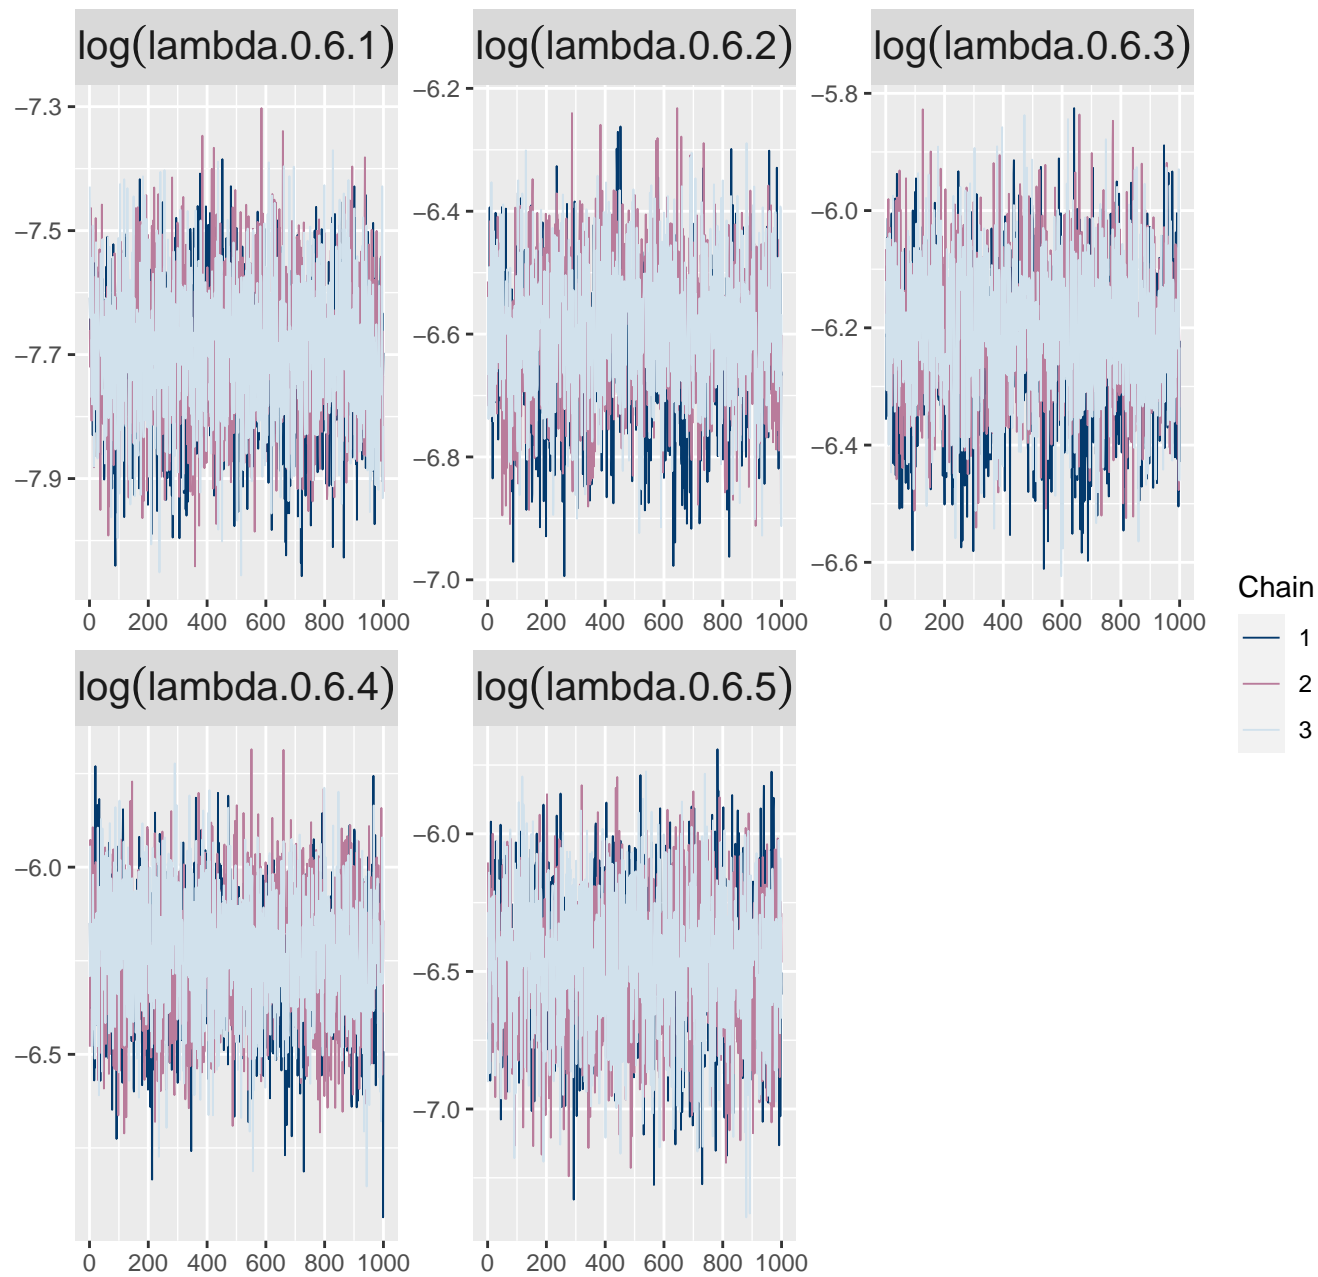 log(lambda.0.6.1)
log(lambda.0.6.2)
log(lambda.0.6.3)
−7.3
−7.5
−7.7
−7.9
0 200 400 600 800 1000
−6.2
−6.4
−6.6
−6.8
−7.0
0 200 400 600 800 1000
−5.8
−6.0
−6.2
−6.4
−6.6
0 200 400 600 800 1000
log(lambda.0.6.4)
log(lambda.0.6.5)
−6.0
−6.5
0 200 400 600 800 1000
−6.0
−6.5
−7.0
0 200 400 600 800 1000
Chain
1
2
3